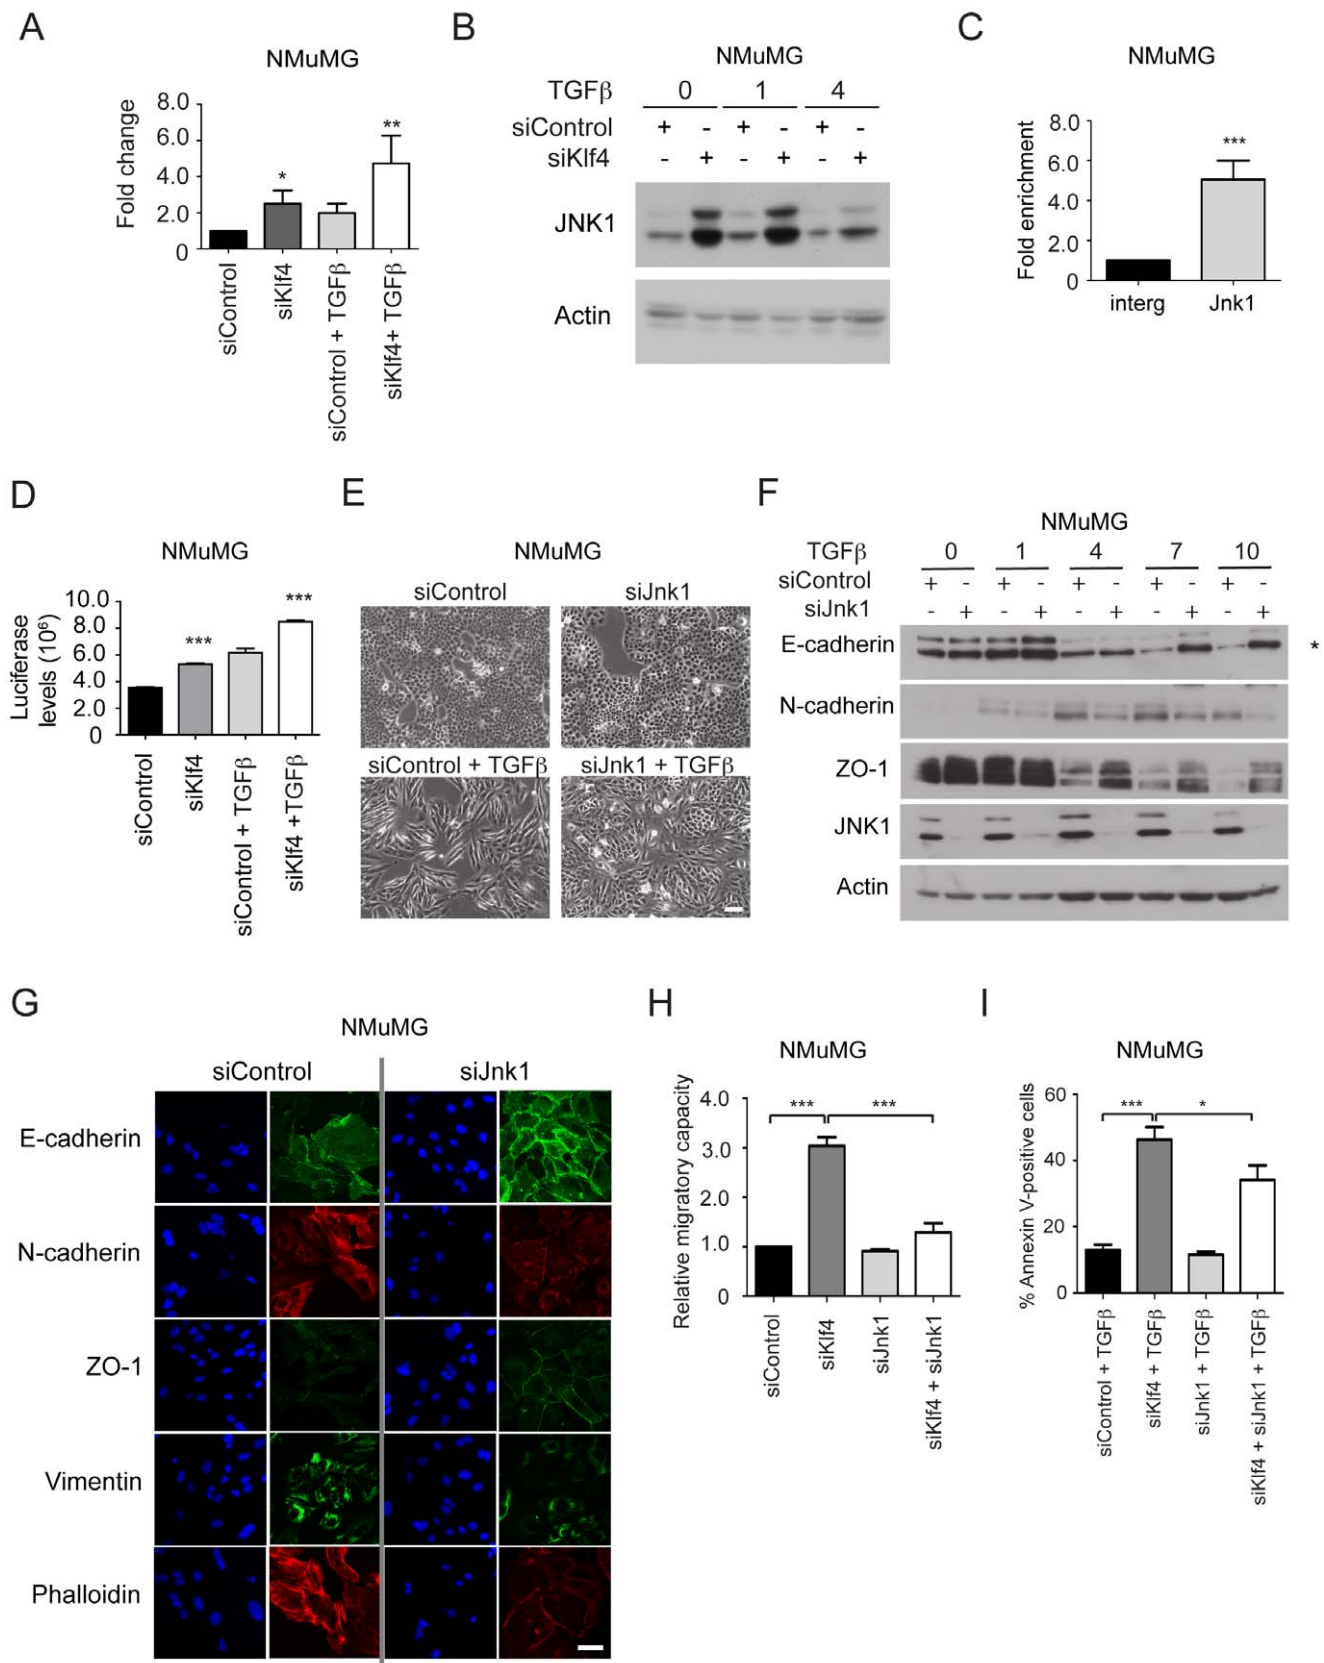 A
NMuMG
Fold change
8.0
6.0
4.0
2.0
0
*
**
siControl
siKlf4
siControl + TGFβ
siKlf4+ TGFβ
B
NMuMG
TGFβ 0 1 4
siControl + - + - + -
siKlf4 - + - + - +
JNK1
Actin
C
NMuMG
Fold enrichment
8.0
6.0
4.0
2.0
0
***
interg Jnk1
D
NMuMG
Luciferase
levels (10⁶)
10.0
8.0
6.0
4.0
2.0
0
***
***
siControl
siKlf4
siControl + TGFβ
siKlf4 +TGFβ
E
NMuMG
siControl siJnk1
siControl + TGFβ siJnk1 + TGFβ
F
NMuMG
TGFβ 0 1 4 7 10
siControl + - + - + - + - + -
siJnk1 - + - + - + - + - +
E-cadherin *
N-cadherin
ZO-1
JNK1
Actin
G
NMuMG
siControl siJnk1
E-cadherin
N-cadherin
ZO-1
Vimentin
Phalloidin
H
NMuMG
Relative migratory capacity
4.0
3.0
2.0
1.0
0
*** ***
siControl
siKlf4
siJnk1
siKlf4 + siJnk1
I
NMuMG
% Annexin V-positive cells
60
40
20
0
*** *
siControl + TGFβ
siKlf4 + TGFβ
siJnk1 + TGFβ
siKlf4 + siJnk1 + TGFβ